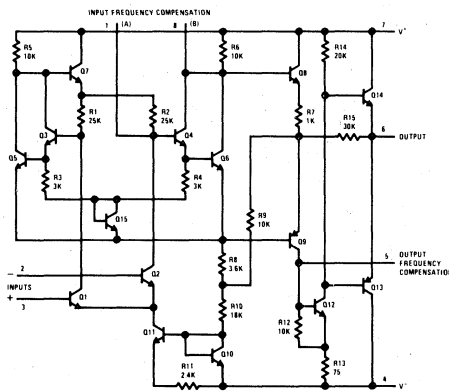 INPUT FREQUENCY COMPENSATION
1 (A) 8 (B)
R5
10K
R6
10K
R14
20K
7 V+
Q7
Q8
Q14
R1
25K
R2
25K
R7
1K
R15
30K
6 OUTPUT
Q3
Q4
Q5
Q6
R3
3K
R4
3K
Q15
R9
10K
Q9
R8
3.6K
5 OUTPUT
FREQUENCY
COMPENSATION
− 2
Q2
INPUTS
+ 3
Q1
R10
18K
Q12
Q13
Q11
R12
10K
Q10
R11
2.4K
R13
75
4 V-